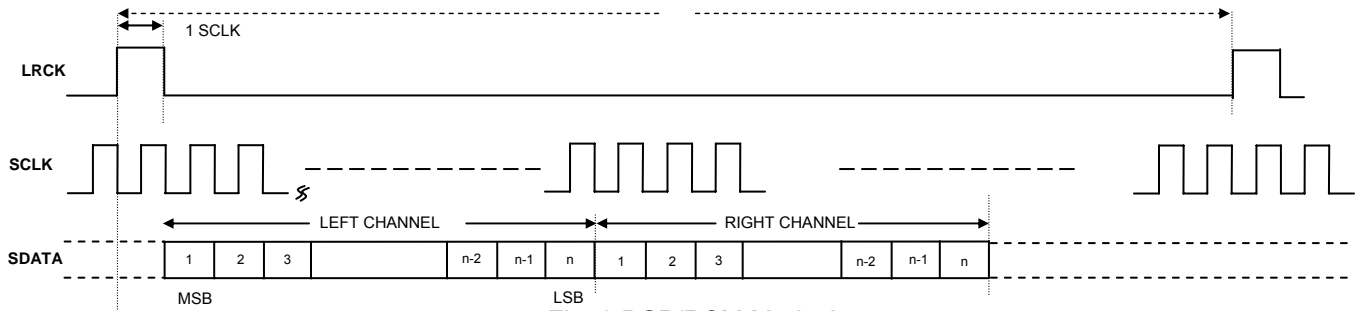 1 SCLK
LRCK
SCLK
LEFT CHANNEL RIGHT CHANNEL
SDATA 1 2 3 n-2 n-1 n 1 2 3 n-2 n-1 n
MSB LSB